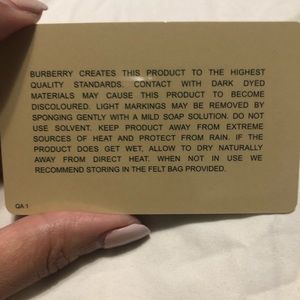 BURBERRY CREATES THIS PRODUCT TO THE HIGHEST
QUALITY STANDARDS. CONTACT WITH DARK DYED
MATERIALS MAY CAUSE THIS PRODUCT TO BECOME
DISCOLOURED. LIGHT MARKINGS MAY BE REMOVED BY
SPONGING GENTLY WITH A MILD SOAP SOLUTION. DO NOT
USE SOLVENT. KEEP PRODUCT AWAY FROM EXTREME
SOURCES OF HEAT AND PROTECT FROM RAIN. IF THE
PRODUCT DOES GET WET, ALLOW TO DRY NATURALLY
AWAY FROM DIRECT HEAT. WHEN NOT IN USE WE
RECOMMEND STORING IN THE FELT BAG PROVIDED.
QA 1